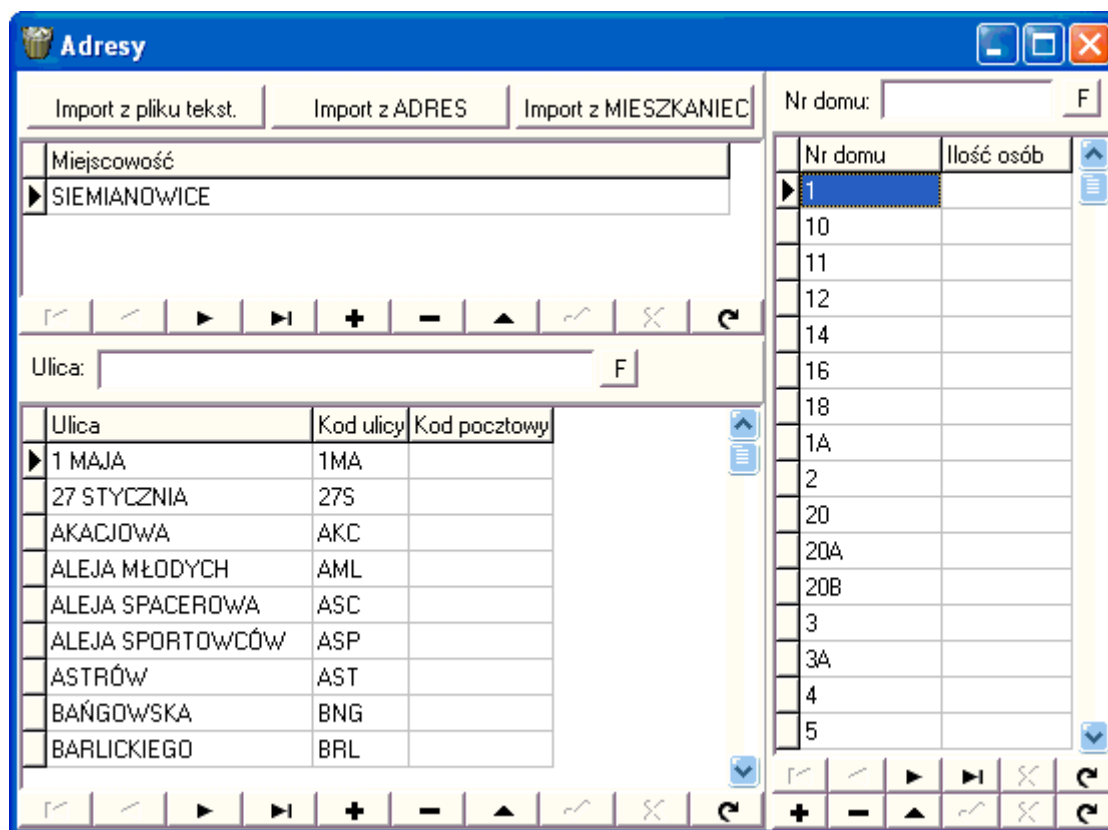 Adresy
Import z pliku tekst. Import z ADRES Import z MIESZKANIEC
Miejscowość
SIEMIANOWICE
Ulica: F
Ulica Kod ulicy Kod pocztowy
1 MAJA 1MA
27 STYCZNIA 27S
AKACJOWA AKC
ALEJA MŁODYCH AML
ALEJA SPACEROWA ASC
ALEJA SPORTOWCÓW ASP
ASTRÓW AST
BAŃGOWSKA BNG
BARLICKIEGO BRL
Nr domu: F
Nr domu Ilość osób
1
10
11
12
14
16
18
1A
2
20
20A
20B
3
3A
4
5